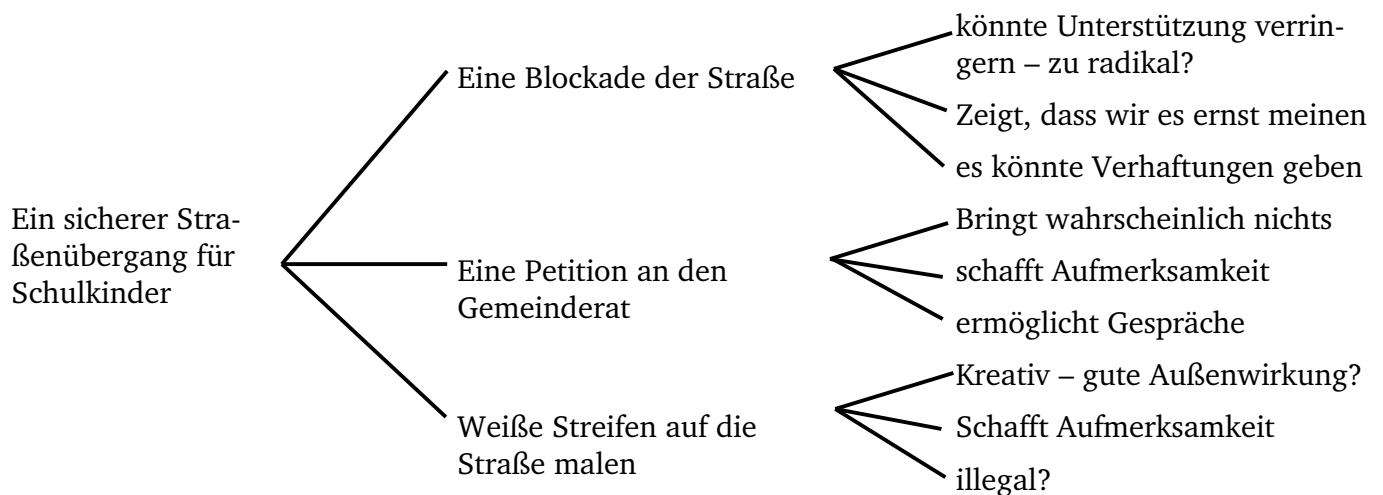 Ein sicherer Stra-
ßenübergang für
Schulkinder
Eine Blockade der Straße
könnte Unterstützung verrin-
gern – zu radikal?
Zeigt, dass wir es ernst meinen
es könnte Verhaftungen geben
Eine Petition an den
Gemeinderat
Bringt wahrscheinlich nichts
schafft Aufmerksamkeit
ermöglicht Gespräche
Weiße Streifen auf die
Straße malen
Kreativ – gute Außenwirkung?
Schafft Aufmerksamkeit
illegal?